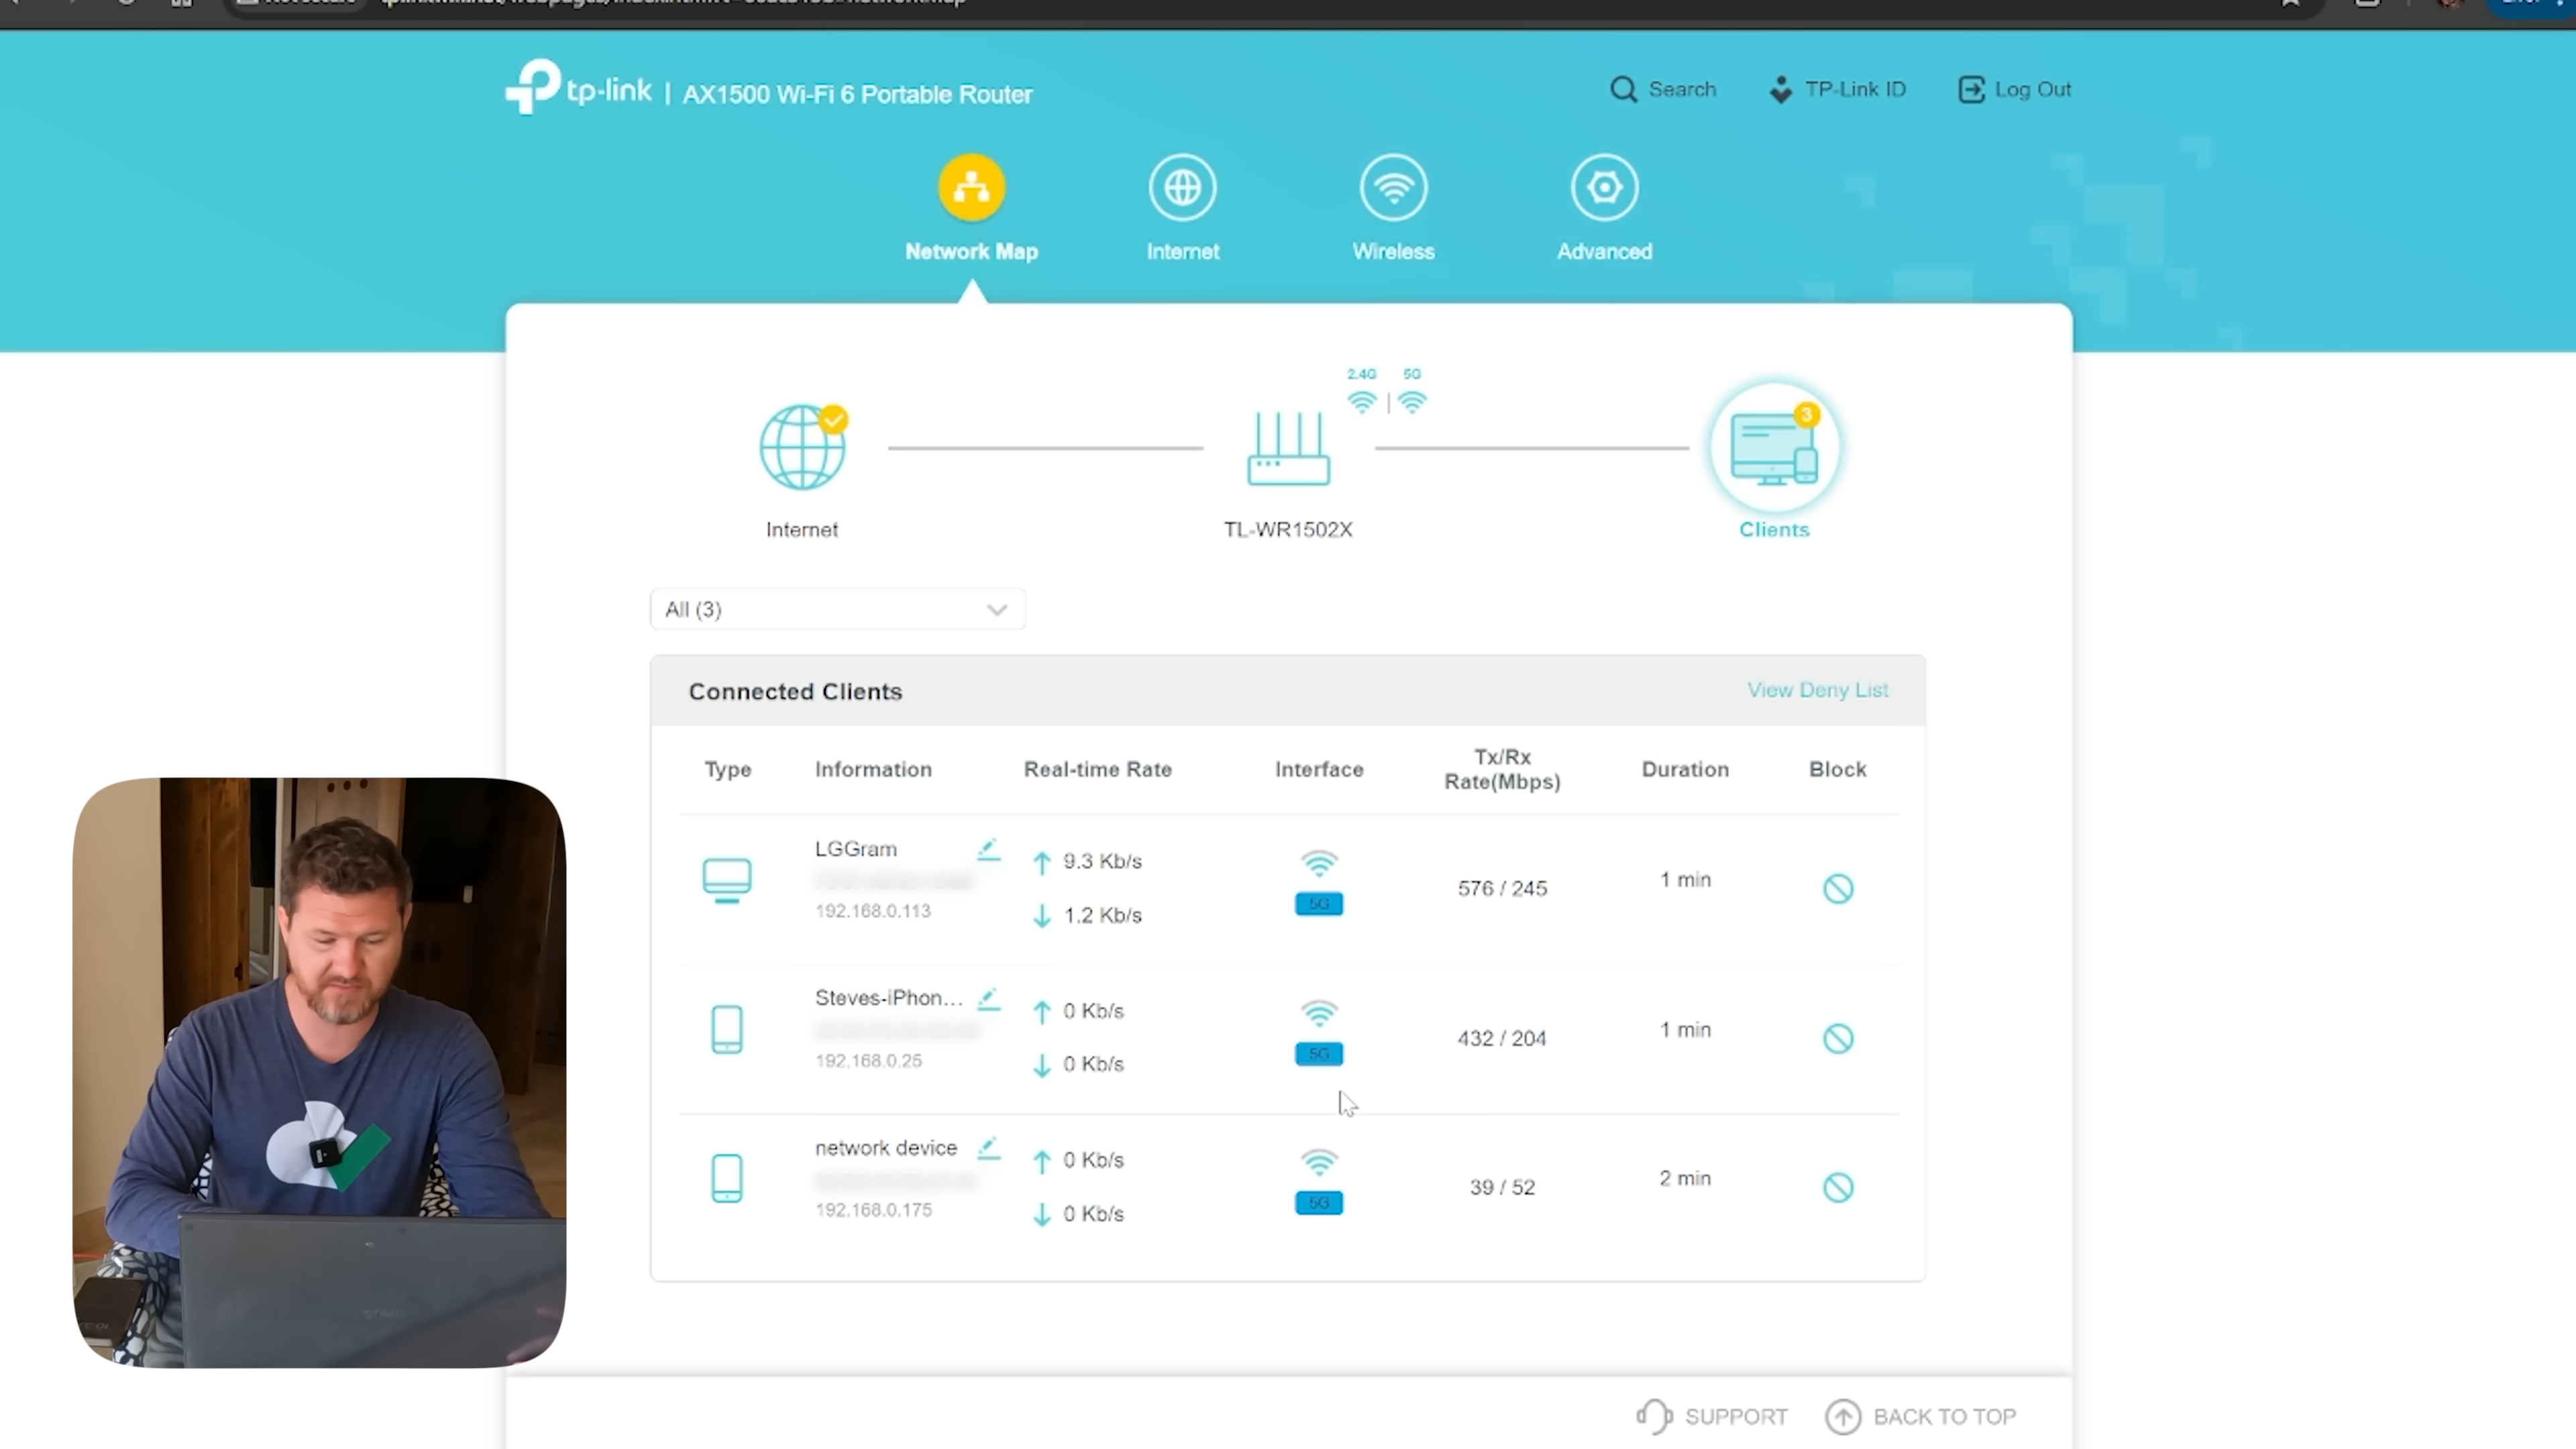 tp-link | AX1500 Wi-Fi 6 Portable Router
Search
TP-Link ID
Log Out
Network Map
Internet
Wireless
Advanced
2.4G
5G
3
Internet
TL-WR1502X
Clients
All (3)
Connected Clients
View Deny List
Type
Information
Real-time Rate
Interface
Tx/Rx
Rate(Mbps)
Duration
Block
LGGram
192.168.0.113
9.3 Kb/s
1.2 Kb/s
5G
576 / 245
1 min
Steves-iPhon...
192.168.0.25
0 Kb/s
0 Kb/s
5G
432 / 204
1 min
network device
192.168.0.175
0 Kb/s
0 Kb/s
5G
39 / 52
2 min
gram
SUPPORT
BACK TO TOP